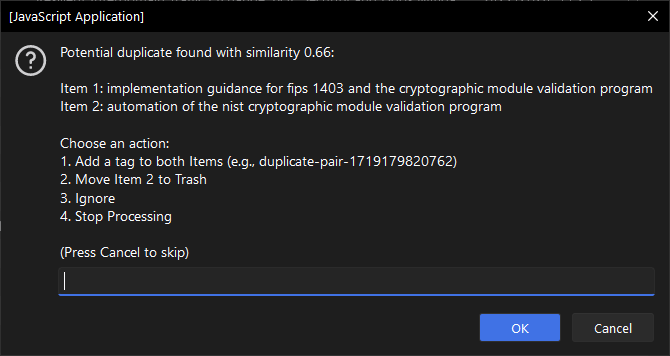 [JavaScript Application]
Potential duplicate found with similarity 0.66:
Item 1: implementation guidance for fips 1403 and the cryptographic module validation program
Item 2: automation of the nist cryptographic module validation program
Choose an action:
1. Add a tag to both Items (e.g., duplicate-pair-1719179820762)
2. Move Item 2 to Trash
3. Ignore
4. Stop Processing
(Press Cancel to skip)
OK
Cancel